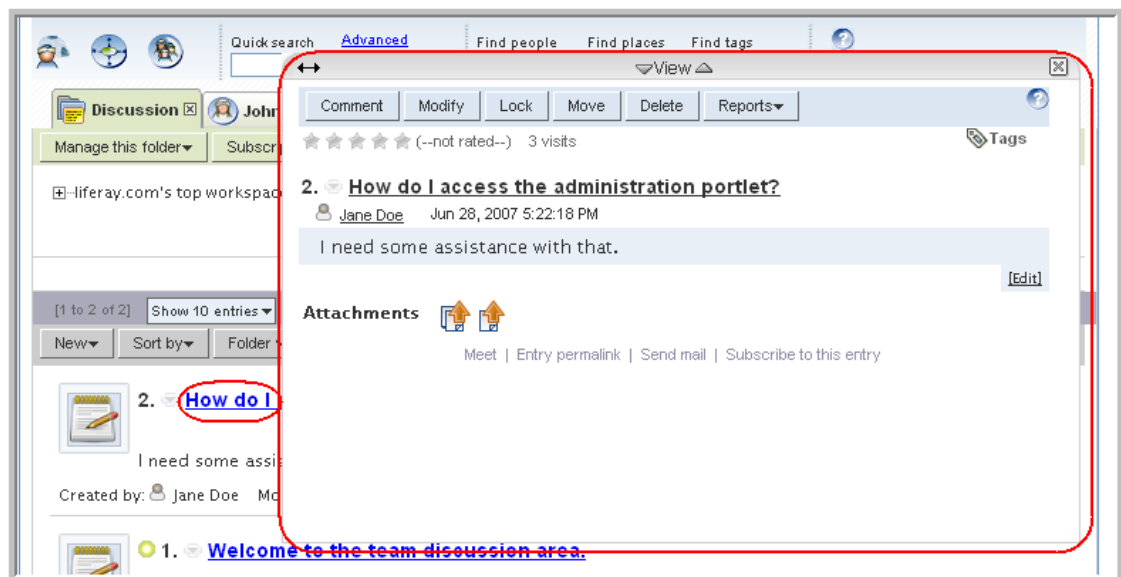 Quick search Advanced Find people Find places Find tags
View
Discussion John
Comment Modify Lock Move Delete Reports
Manage this folder Subscr
(--not rated--) 3 visits Tags
liferay.com's top workspac
2. How do I access the administration portlet?
Jane Doe Jun 28, 2007 5:22:18 PM
I need some assistance with that.
[Edit]
[1 to 2 of 2] Show 10 entries
Attachments
New Sort by Folder
Meet | Entry permalink | Send mail | Subscribe to this entry
2. How do I
I need some assis
Created by: Jane Doe Mo
1. Welcome to the team discussion area.